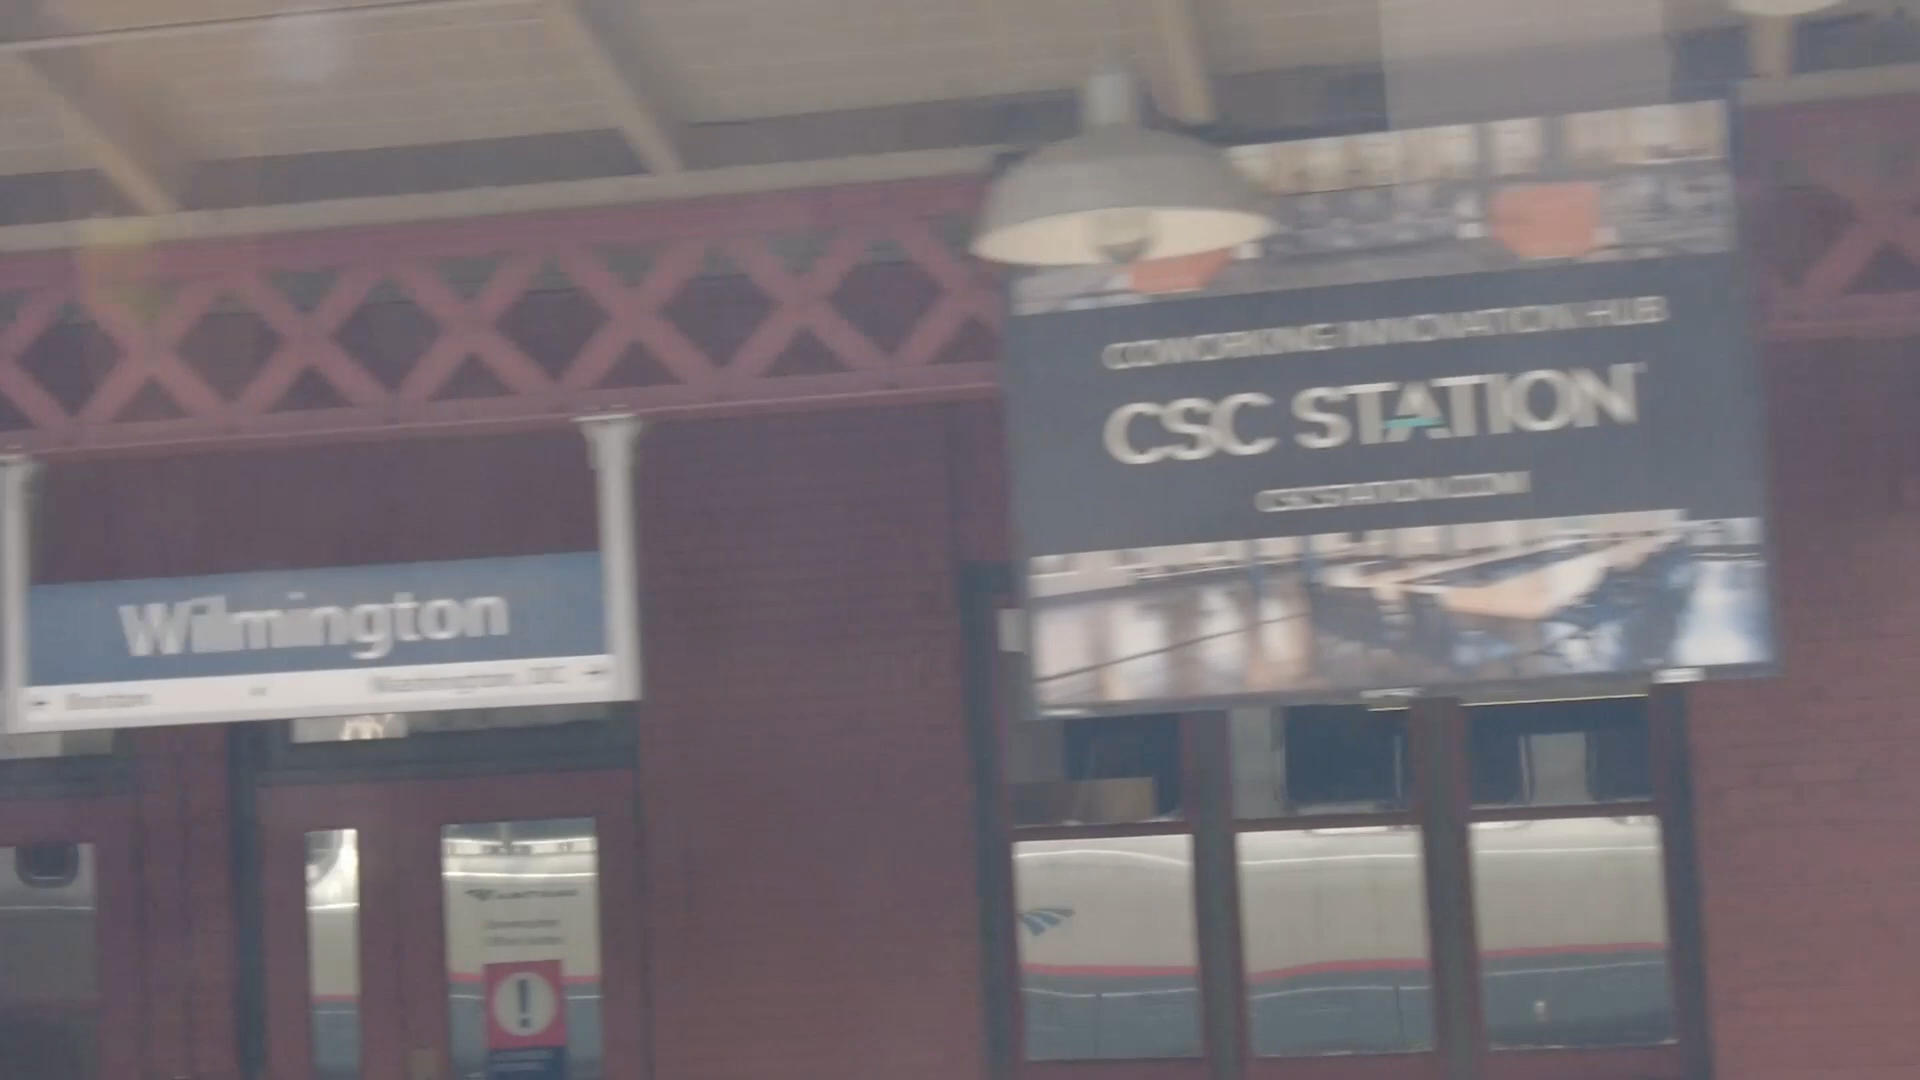 Wilmington
← Boston
Washington, DC →
COWORKING INNOVATION HUB
CSC STATION
CSCSTATION.COM
!